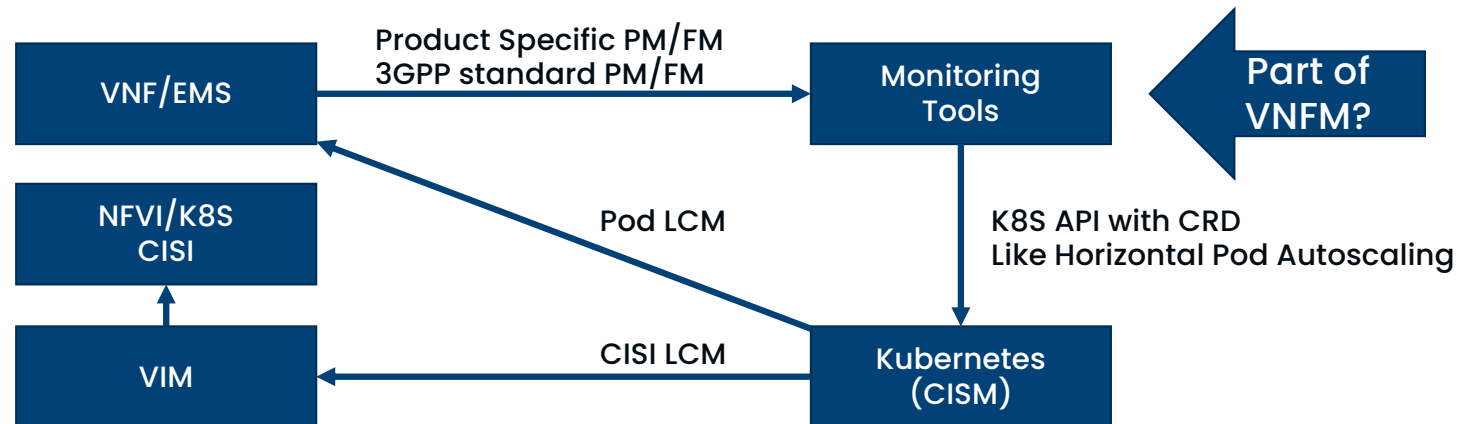 VNF/EMS
Product Specific PM/FM
3GPP standard PM/FM
Monitoring
Tools
Part of
VNFM?
NFVI/K8S
CISI
Pod LCM
K8S API with CRD
Like Horizontal Pod Autoscaling
VIM
CISI LCM
Kubernetes
(CISM)